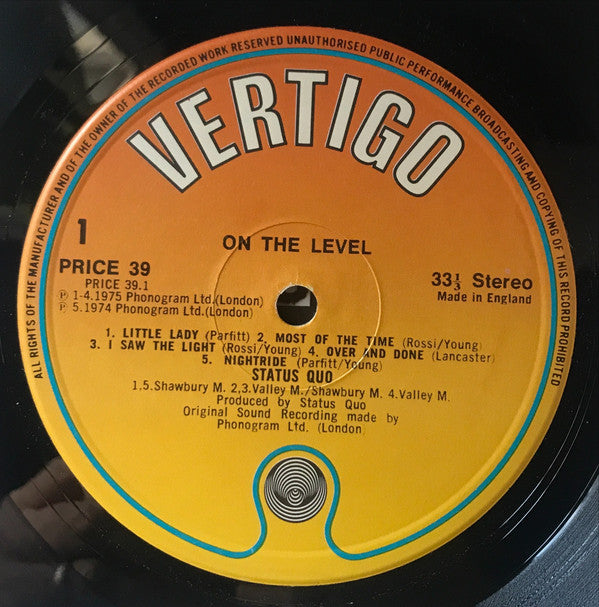 ALL RIGHTS OF THE MANUFACTURER AND OF THE OWNER OF THE RECORDED WORK RESERVED UNAUTHORISED PUBLIC PERFORMANCE BROADCASTING AND COPYING OF THIS RECORD PROHIBITED
VERTIGO
1
ON THE LEVEL
PRICE 39
PRICE 39.1
℗ 1-4.1975 Phonogram Ltd.(London)
℗ 5.1974 Phonogram Ltd.(London)
33⅓ Stereo
Made in England
1. LITTLE LADY (Parfitt) 2. MOST OF THE TIME (Rossi/Young)
3. I SAW THE LIGHT (Rossi/Young) 4. OVER AND DONE (Lancaster)
5. NIGHTRIDE (Parfitt/Young)
STATUS QUO
1.5.Shawbury M. 2,3.Valley M./Shawbury M. 4.Valley M.
Produced by Status Quo
Original Sound Recording made by
Phonogram Ltd. (London)